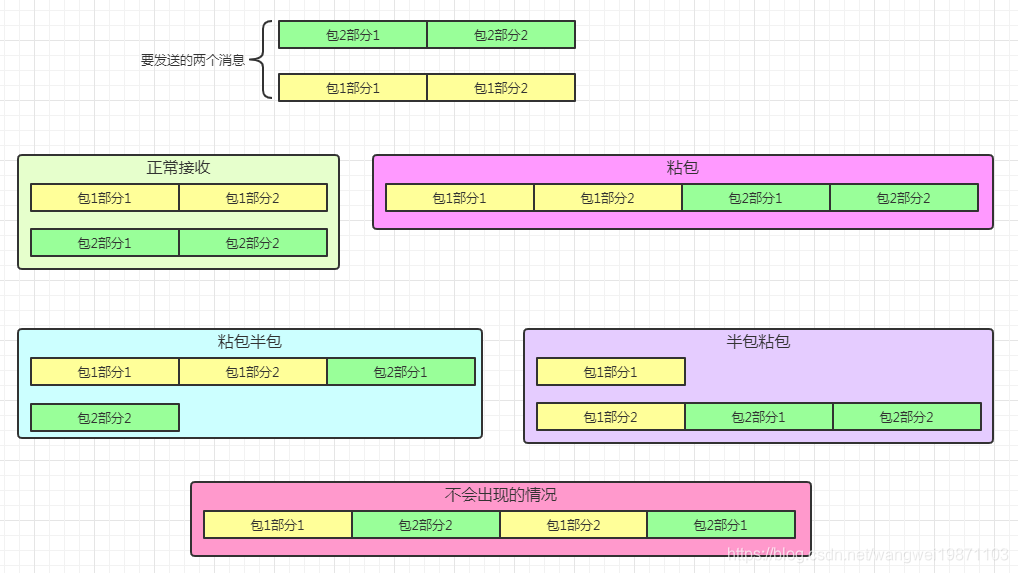 包2部分1 包2部分2
要发送的两个消息
包1部分1 包1部分2
正常接收
包1部分1 包1部分2
包2部分1 包2部分2
粘包
包1部分1 包1部分2 包2部分1 包2部分2
粘包半包
包1部分1 包1部分2 包2部分1
包2部分2
半包粘包
包1部分1
包1部分2 包2部分1 包2部分2
不会出现的情况
包1部分1 包2部分2 包1部分2 包2部分1
https://blog.csdn.net/wangwei19871103